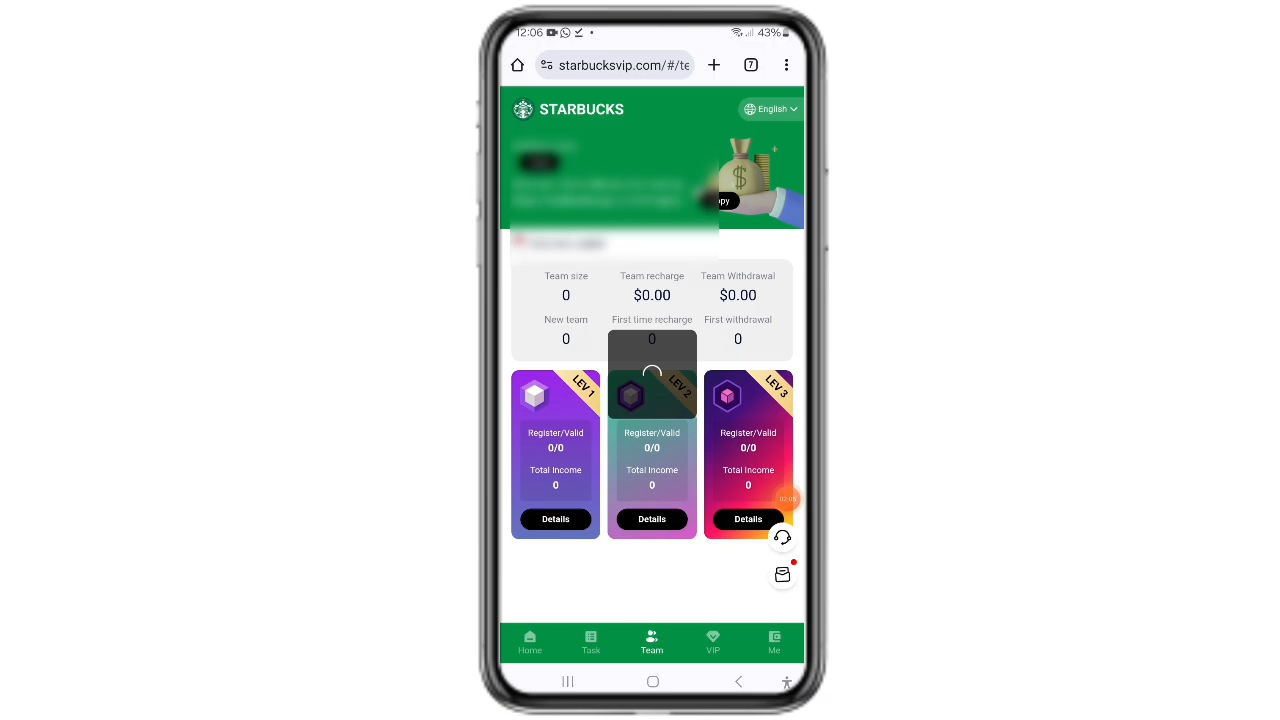 12:06
43%
starbucksvip.com/#/te
7
STARBUCKS
English
opy
Team size
Team recharge
Team Withdrawal
0
$0.00
$0.00
New team
First time recharge
First withdrawal
0
0
0
LEV 1
LEV 2
LEV 3
Register/Valid
Register/Valid
Register/Valid
0/0
0/0
0/0
Total Income
Total Income
Total Income
0
0
0
02:05
Details
Details
Details
Home
Task
Team
VIP
Me